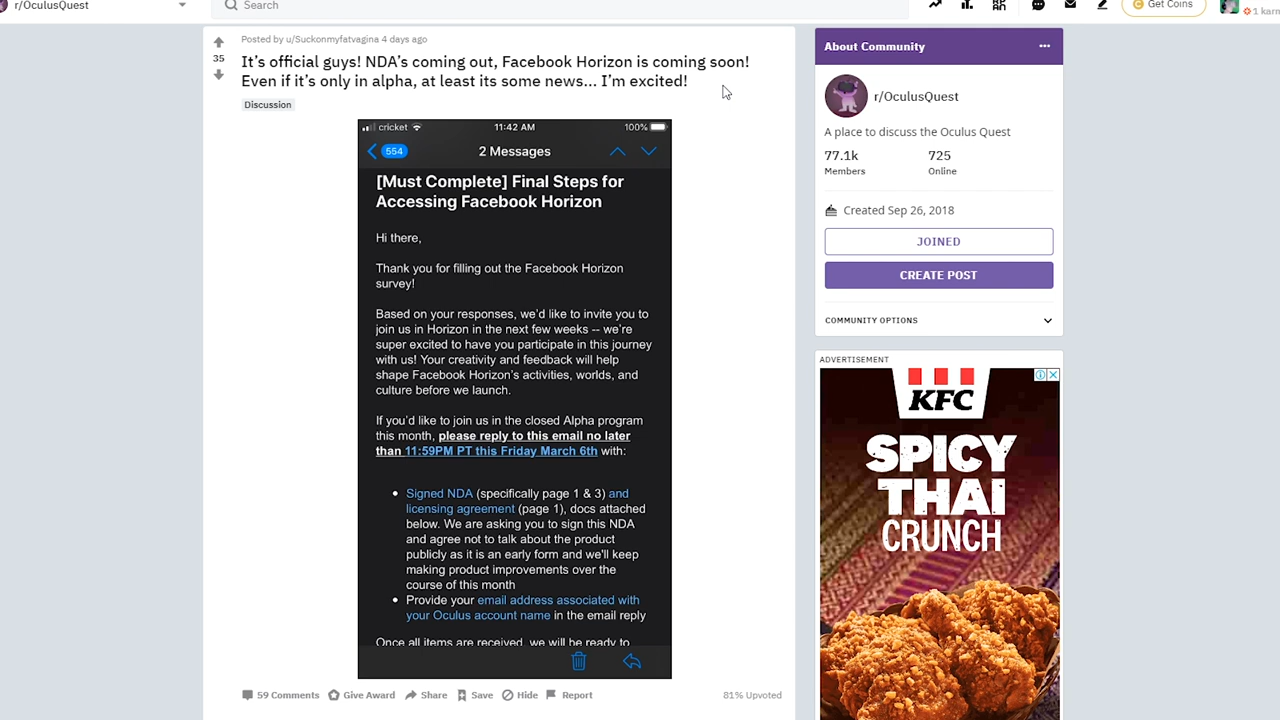 r/OculusQuest
Search
Get Coins
1 karm
Posted by u/Suckonmyfatvagina 4 days ago
35
It's official guys! NDA's coming out, Facebook Horizon is coming soon!
Even if it's only in alpha, at least its some news... I'm excited!
Discussion
cricket
11:42 AM
100%
554
2 Messages
[Must Complete] Final Steps for
Accessing Facebook Horizon
Hi there,
Thank you for filling out the Facebook Horizon
survey!
Based on your responses, we'd like to invite you to
join us in Horizon in the next few weeks -- we're
super excited to have you participate in this journey
with us! Your creativity and feedback will help
shape Facebook Horizon's activities, worlds, and
culture before we launch.
If you'd like to join us in the closed Alpha program
this month, please reply to this email no later
than 11:59PM PT this Friday March 6th with:
• Signed NDA (specifically page 1 & 3) and
licensing agreement (page 1), docs attached
below. We are asking you to sign this NDA
and agree not to talk about the product
publicly as it is an early form and we'll keep
making product improvements over the
course of this month
• Provide your email address associated with
your Oculus account name in the email reply
Once all items are received, we will be ready to
59 Comments
Give Award
Share
Save
Hide
Report
81% Upvoted
About Community
r/OculusQuest
A place to discuss the Oculus Quest
77.1k
725
Members
Online
Created Sep 26, 2018
JOINED
CREATE POST
COMMUNITY OPTIONS
ADVERTISEMENT
KFC
SPICY
THAI
CRUNCH